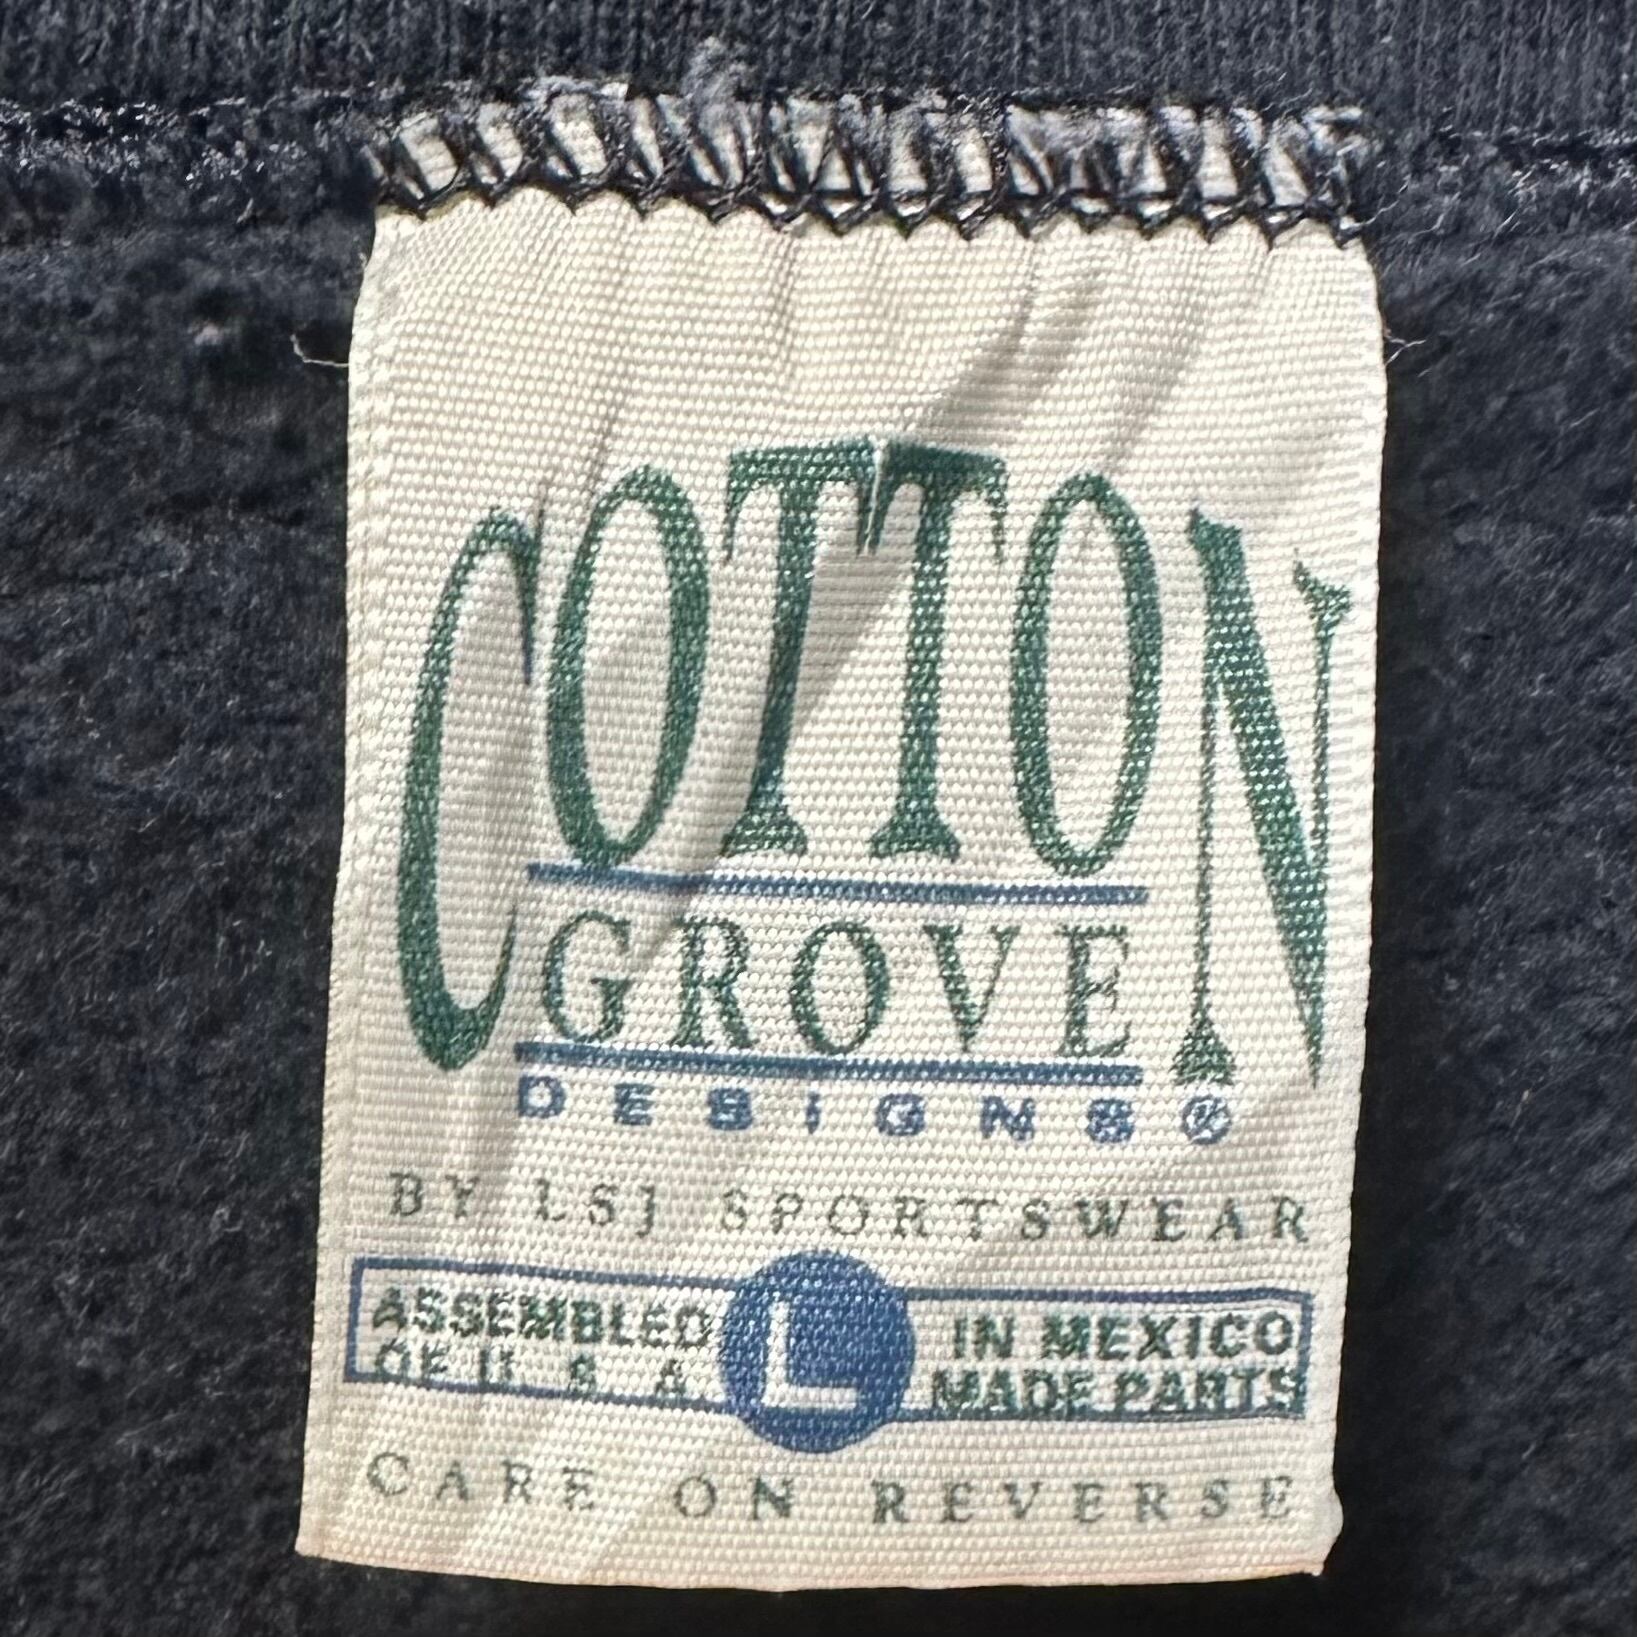 COTTON
GROVE
DESIGNS®
BY LSJ SPORTSWEAR
ASSEMBLED L IN MEXICO
OF U S A MADE PARTS
CARE ON REVERSE